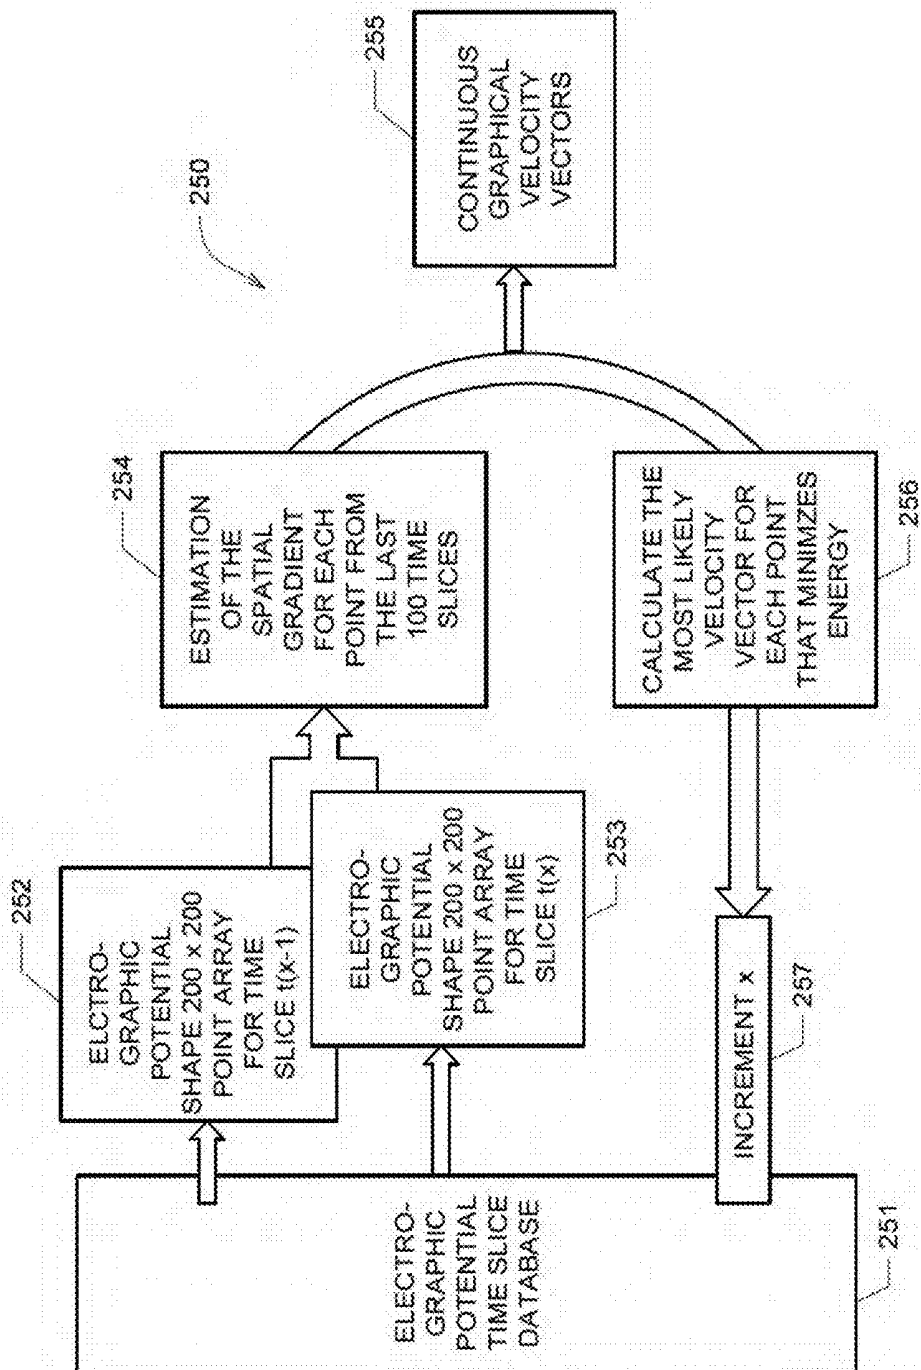 250
251
ELECTRO-
GRAPHIC
POTENTIAL
TIME SLICE
DATABASE
252
ELCTRO-
GRAPHIC
POTENTIAL
SHAPE 200 x 200
POINT ARRAY
FOR TIME
SLICE t(x-1)
ELECTRO-
GRAPHIC
POTENTIAL
SHAPE 200 x 200
POINT ARRAY
FOR TIME
SLICE t(x)
253
254
ESTIMATION
OF THE
SPATIAL
GRADIENT
FOR EACH
POINT FROM
THE LAST
100 TIME
SLICES
255
CONTINUOUS
GRAPHICAL
VELOCITY
VECTORS
CALCULATE THE
MOST LIKELY
VELOCITY
VECTOR FOR
EACH POINT
THAT MINIMZES
ENERGY
256
INCREMENT x
257